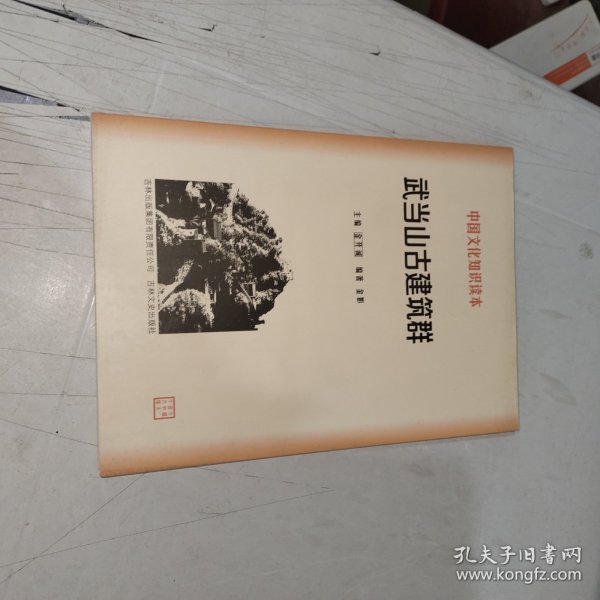 中国文化知识读本
武当山古建筑群
主编 金开诚 编著 金彭
吉林出版集团有限责任公司 吉林文史出版社
孔夫子旧书网
www.kongfz.com